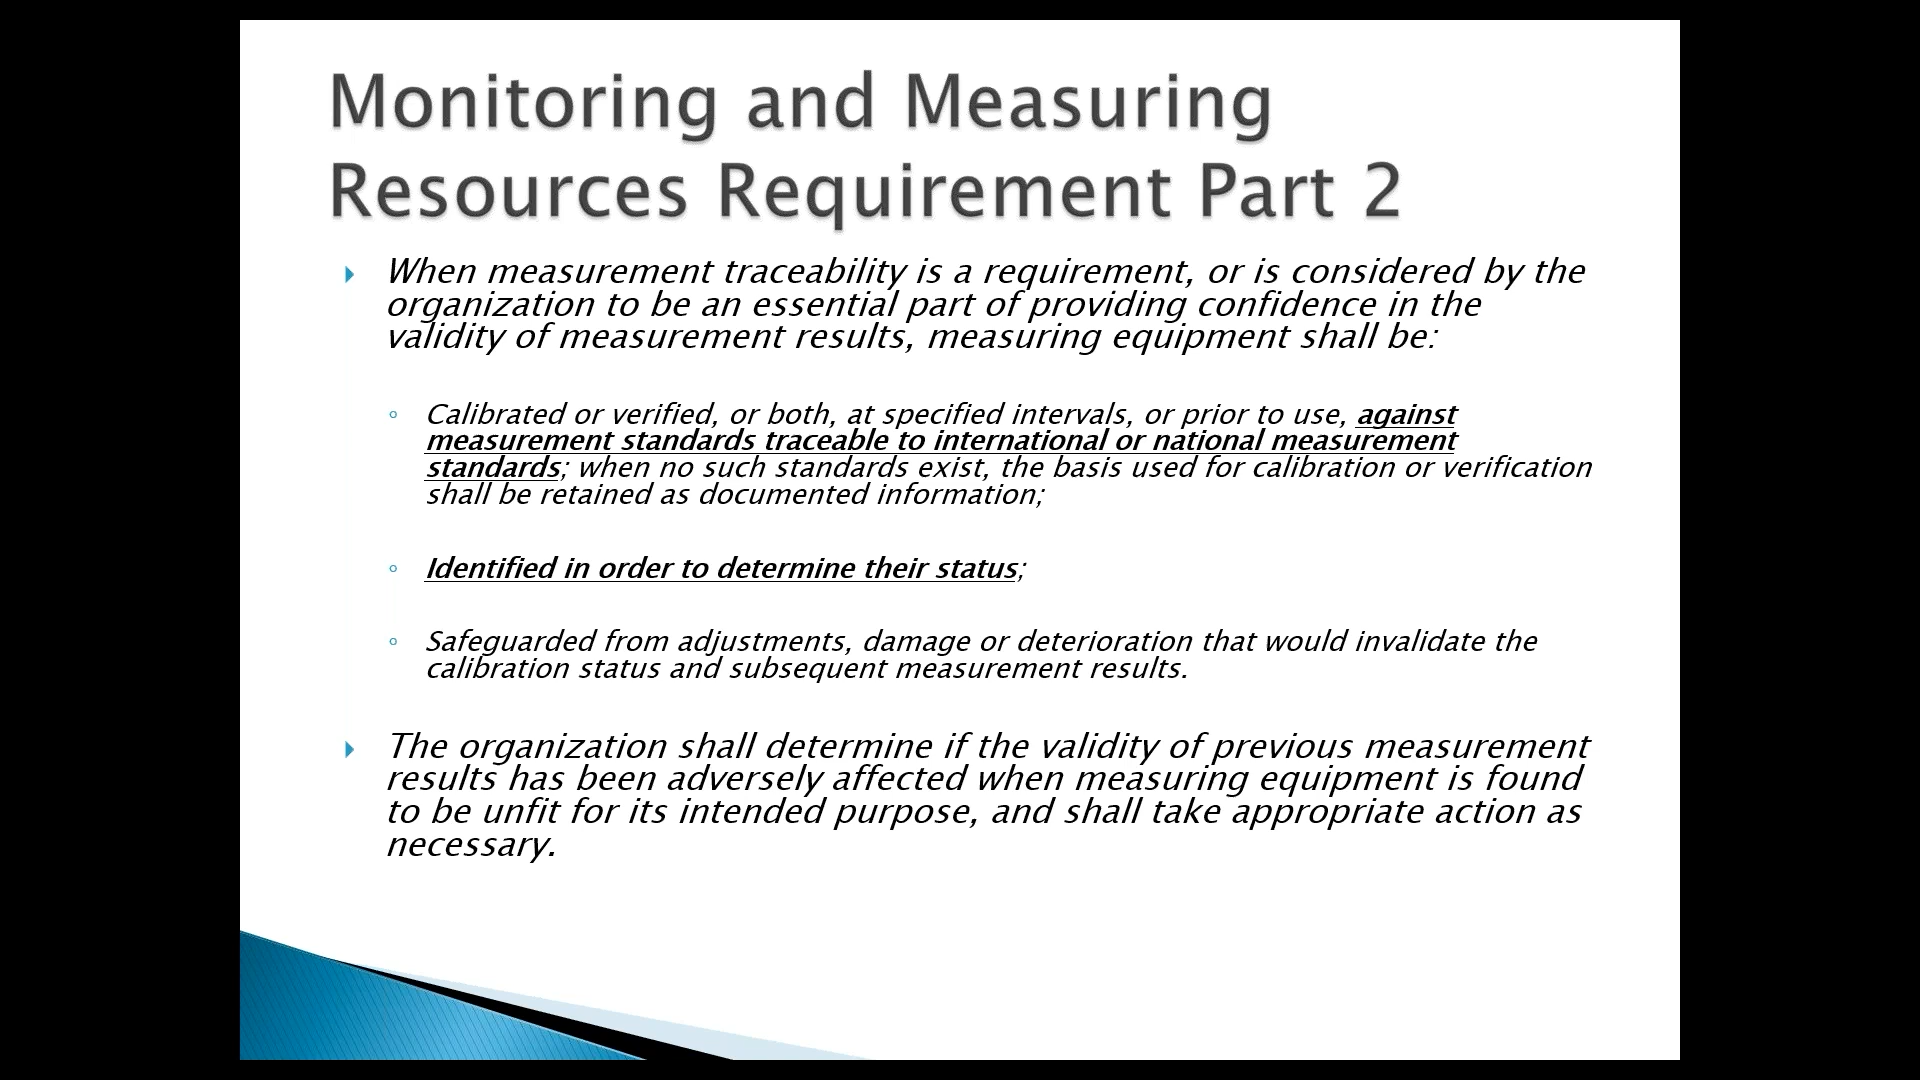 Monitoring and Measuring
Resources Requirement Part 2
When measurement traceability is a requirement, or is considered by the
organization to be an essential part of providing confidence in the
validity of measurement results, measuring equipment shall be:
Calibrated or verified, or both, at specified intervals, or prior to use, against
measurement standards traceable to international or national measurement
standards; when no such standards exist, the basis used for calibration or verification
shall be retained as documented information;
Identified in order to determine their status;
Safeguarded from adjustments, damage or deterioration that would invalidate the
calibration status and subsequent measurement results.
The organization shall determine if the validity of previous measurement
results has been adversely affected when measuring equipment is found
to be unfit for its intended purpose, and shall take appropriate action as
necessary.